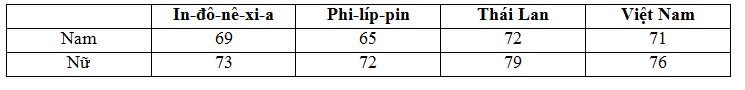 In-đô-nê-xi-a Phi-líp-pin Thái Lan Việt Nam
Nam 69 65 72 71
Nữ 73 72 79 76